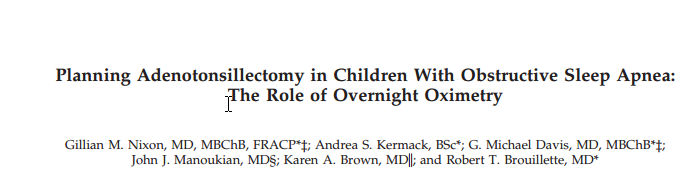 Planning Adenotonsillectomy in Children With Obstructive Sleep Apnea:
The Role of Overnight Oximetry
Gillian M. Nixon, MD, MBChB, FRACP*‡; Andrea S. Kermack, BSc*; G. Michael Davis, MD, MBChB*‡;
John J. Manoukian, MD§; Karen A. Brown, MD∥; and Robert T. Brouillette, MD*